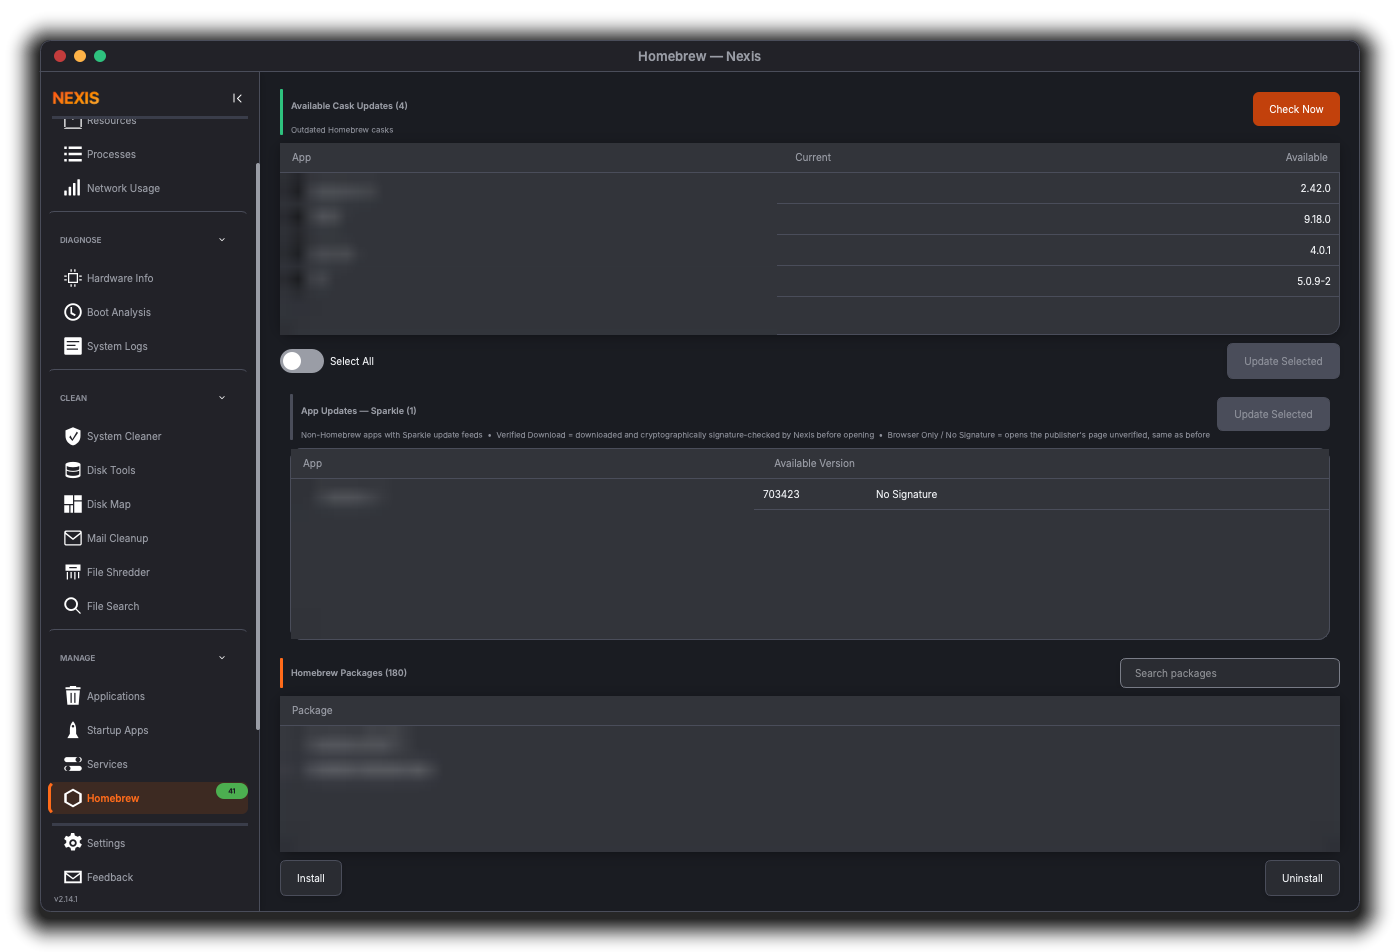 Homebrew — Nexis
NEXIS
Resources
Processes
Network Usage
DIAGNOSE
Hardware Info
Boot Analysis
System Logs
CLEAN
System Cleaner
Disk Tools
Disk Map
Mail Cleanup
File Shredder
File Search
MANAGE
Applications
Startup Apps
Services
Homebrew 41
Settings
Feedback
v2.14.1
Available Cask Updates (4)
Outdated Homebrew casks
Check Now
App Current Available
2.42.0
9.18.0
4.0.1
5.0.9-2
Select All
Update Selected
App Updates — Sparkle (1)
Update Selected
Non-Homebrew apps with Sparkle update feeds • Verified Download = downloaded and cryptographically signature-checked by Nexis before opening • Browser Only / No Signature = opens the publisher's page unverified, same as before
App Available Version
703423 No Signature
Homebrew Packages (180)
Search packages
Package
Install
Uninstall